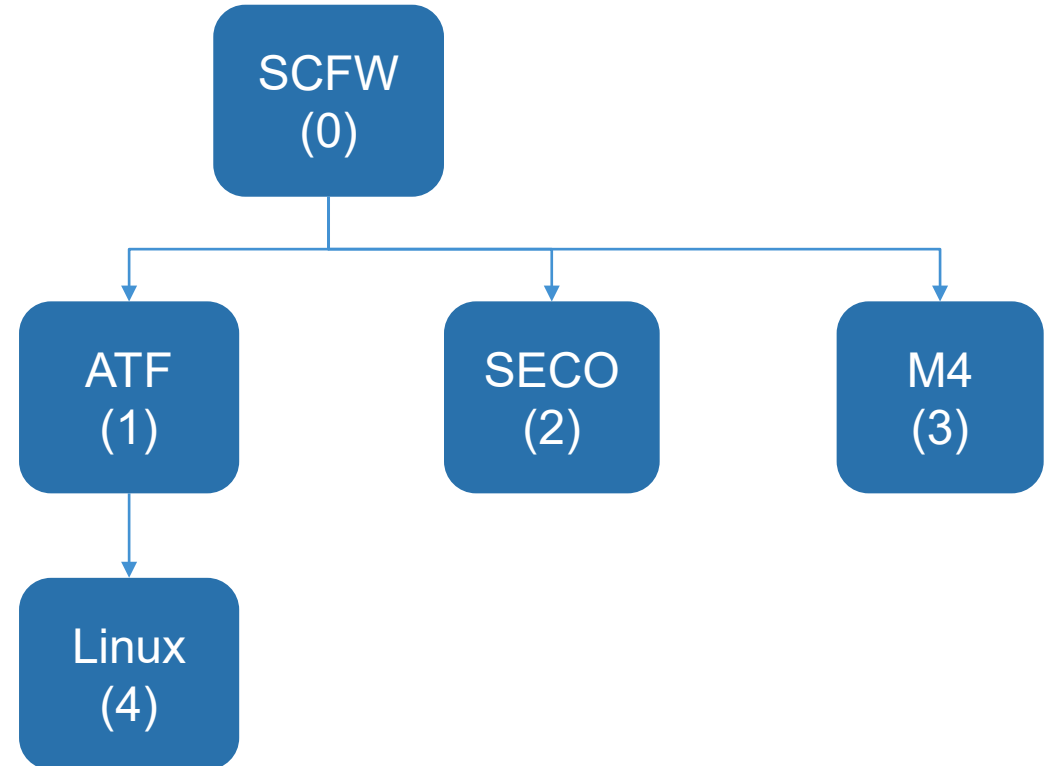 SCFW
(0)
ATF
(1)
SECO
(2)
M4
(3)
Linux
(4)